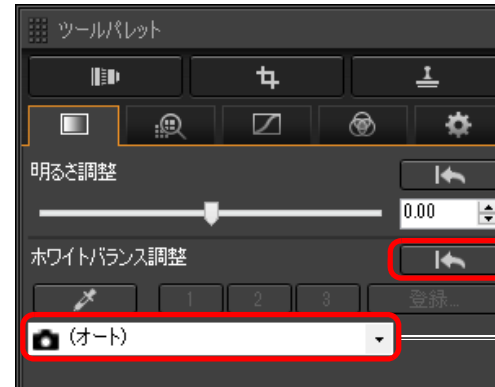 ツールパレット
明るさ調整
0.00
ホワイトバランス調整
1 2 3 登録...
(オート)